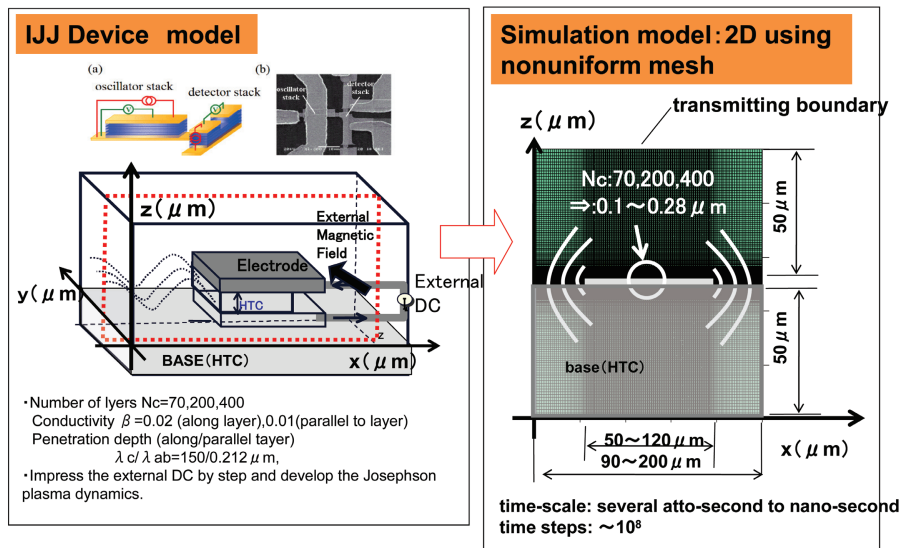 IJJ Device model
(a)
oscillator stack
detector stack
(b)
oscillator
stack
detector
stack
V
V
z(μm)
External
Magnetic
Field
Electrode
External
DC
y(μm)
HTC
I
z
BASE(HTC)
x(μm)
・Number of lyers Nc=70,200,400
Conductivity β=0.02 (along layer),0.01(parallel to layer)
Penetration depth (along/parallel tayer)
λc/λab=150/0.212μm,
・Impress the external DC by step and develop the Josephson
plasma dynamics.
Simulation model:2D using
nonuniform mesh
transmitting boundary
z(μm)
Nc:70,200,400
⇒:0.1~0.28μm
50μm
50μm
base(HTC)
50~120μm
x(μm)
90~200μm
time-scale: several atto-second to nano-second
time steps: ~10⁸